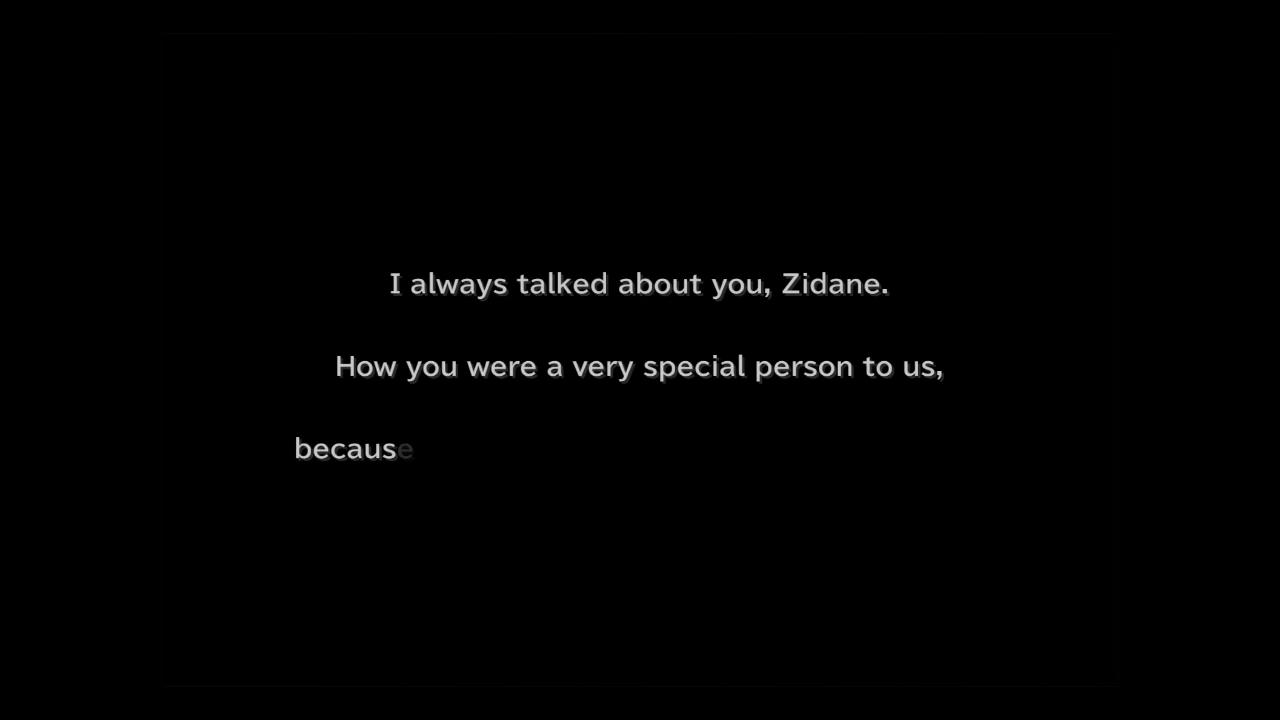 I always talked about you, Zidane.
How you were a very special person to us,
because